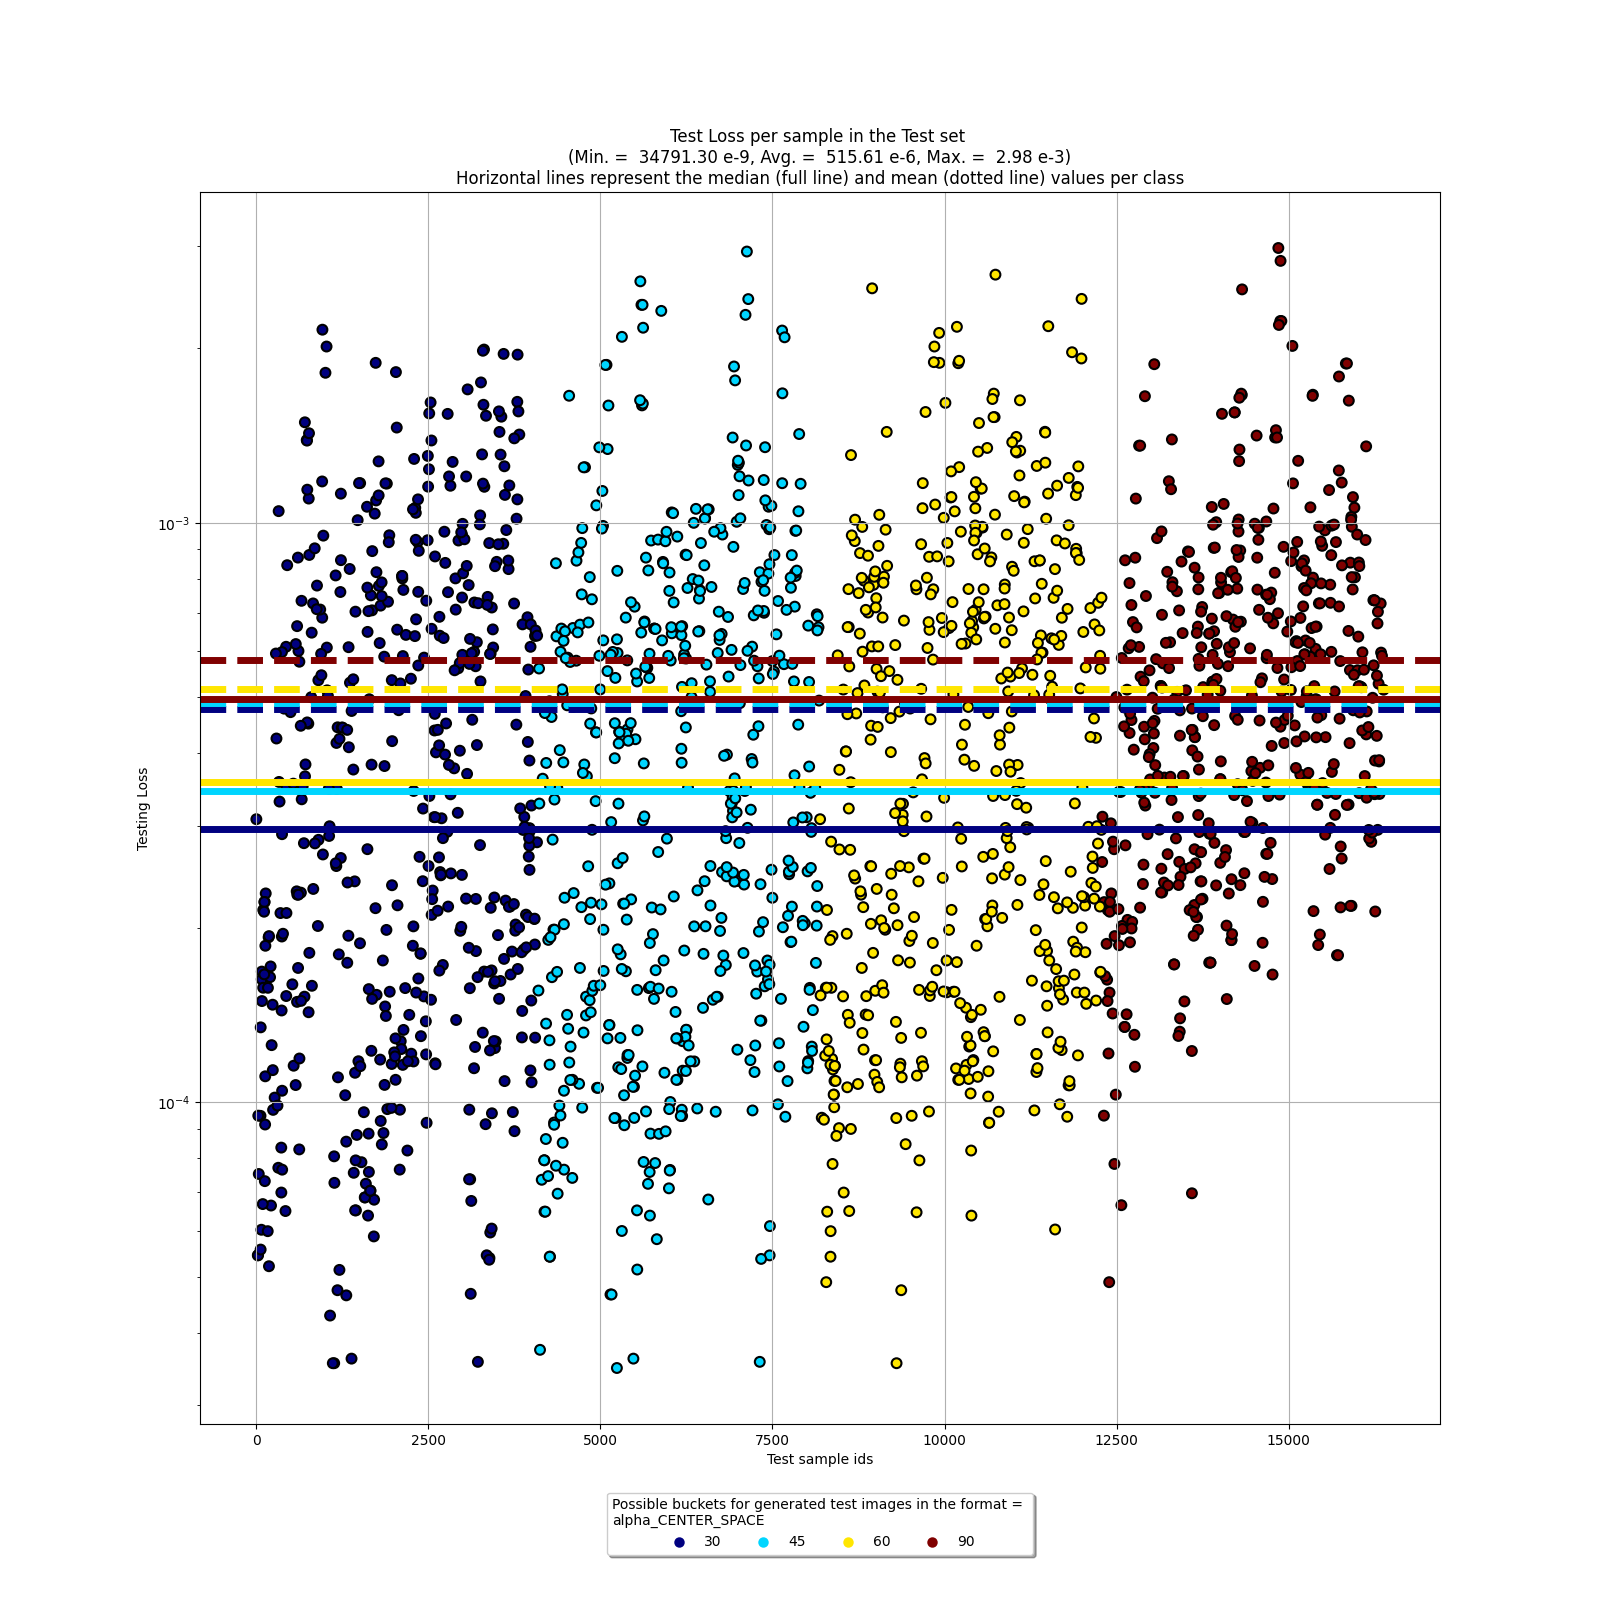 Test Loss per sample in the Test set
(Min. =  34791.30 e-9, Avg. =  515.61 e-6, Max. =  2.98 e-3)
Horizontal lines represent the median (full line) and mean (dotted line) values per class
Testing Loss
10⁻³
10⁻⁴
0 2500 5000 7500 10000 12500 15000
Test sample ids
Possible buckets for generated test images in the format =
alpha_CENTER_SPACE
30 45 60 90